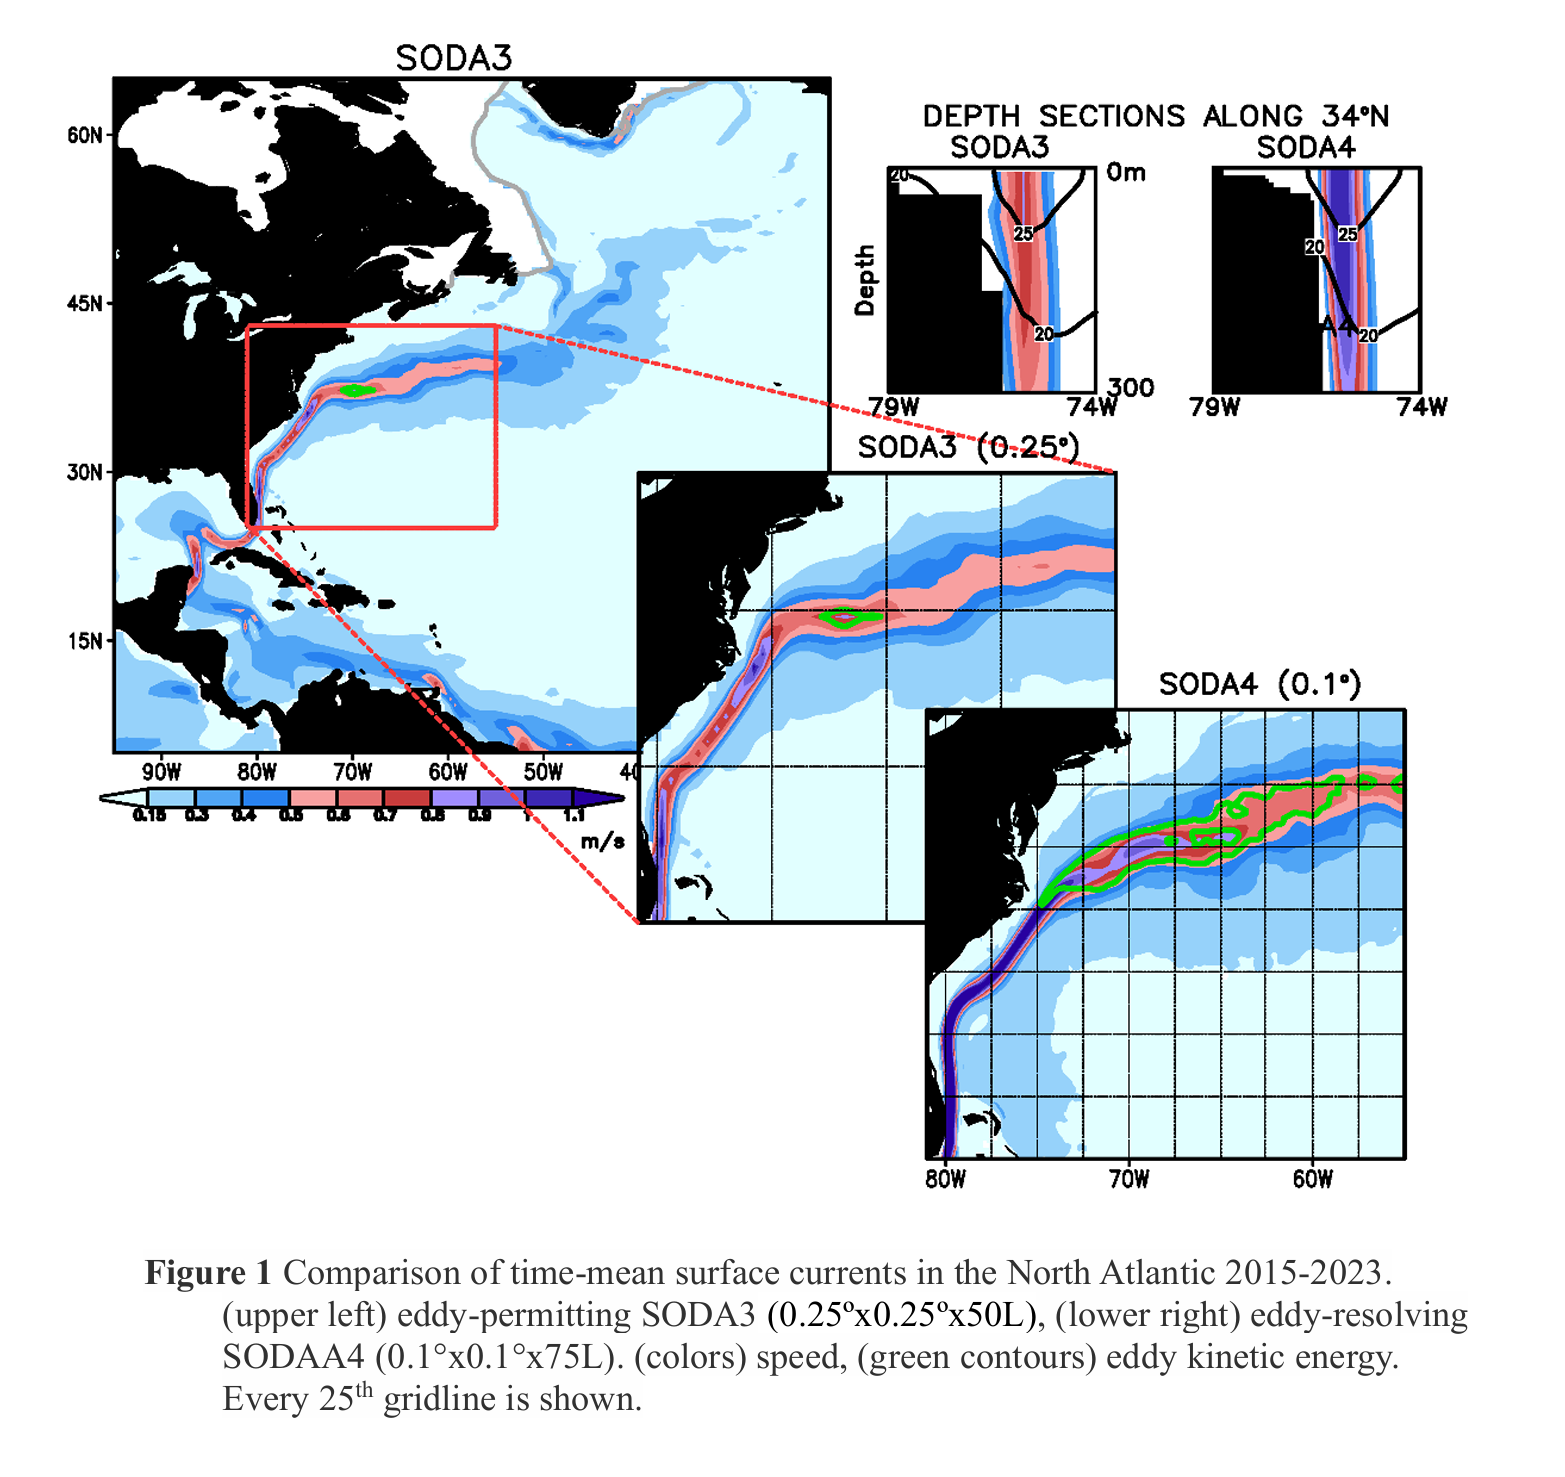 SODA3
60N
45N
30N
15N
90W 80W 70W 60W 50W 40
0.15 0.3 0.4 0.5 0.6 0.7 0.8 0.9 1 1.1
m/s
DEPTH SECTIONS ALONG 34°N
SODA3 SODA4
20 0m
25 25
20
Depth
A4
20 20
300
79W 74W 79W 74W
SODA3 (0.25°)
SODA4 (0.1°)
80W 70W 60W
Figure 1 Comparison of time-mean surface currents in the North Atlantic 2015-2023.
(upper left) eddy-permitting SODA3 (0.25°x0.25°x50L), (lower right) eddy-resolving
SODAA4 (0.1°x0.1°x75L). (colors) speed, (green contours) eddy kinetic energy.
Every 25th gridline is shown.